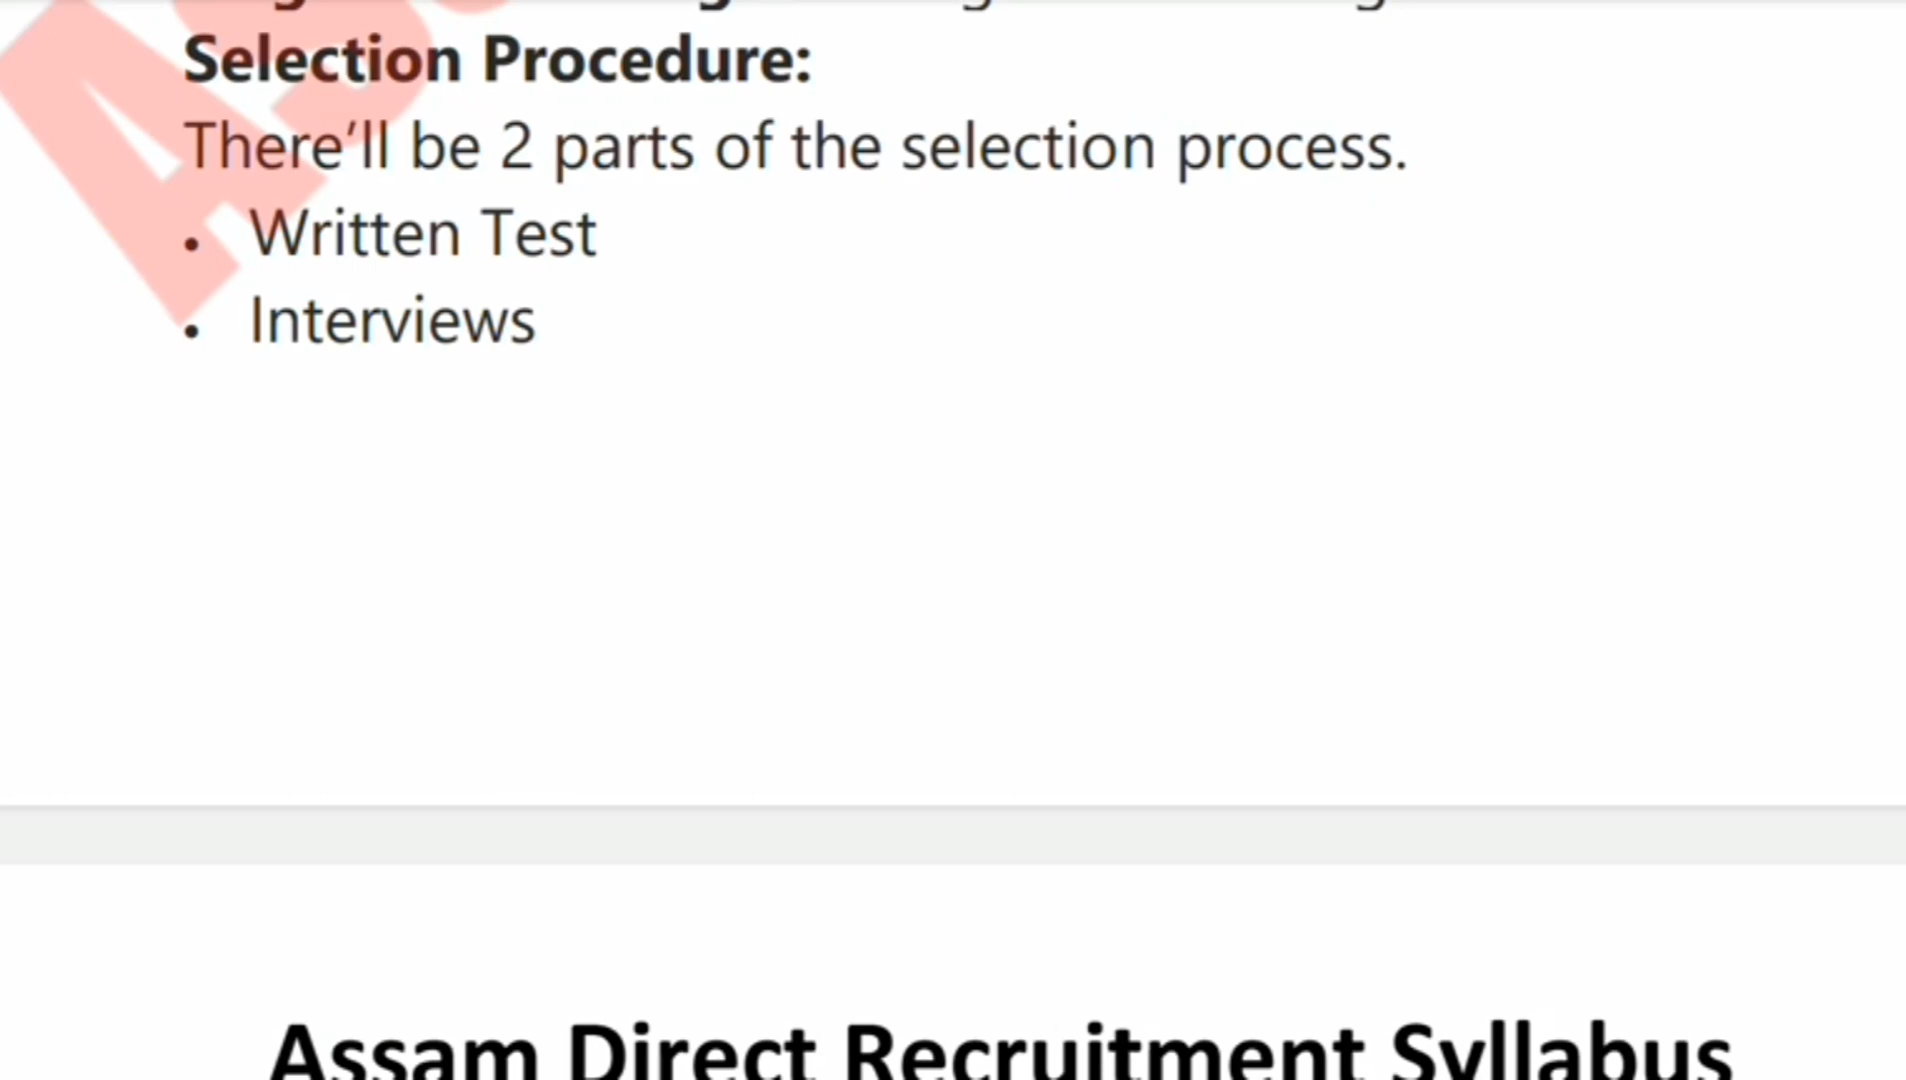 Selection Procedure:
There’ll be 2 parts of the selection process.
• Written Test
• Interviews
Assam Direct Recruitment Syllabus